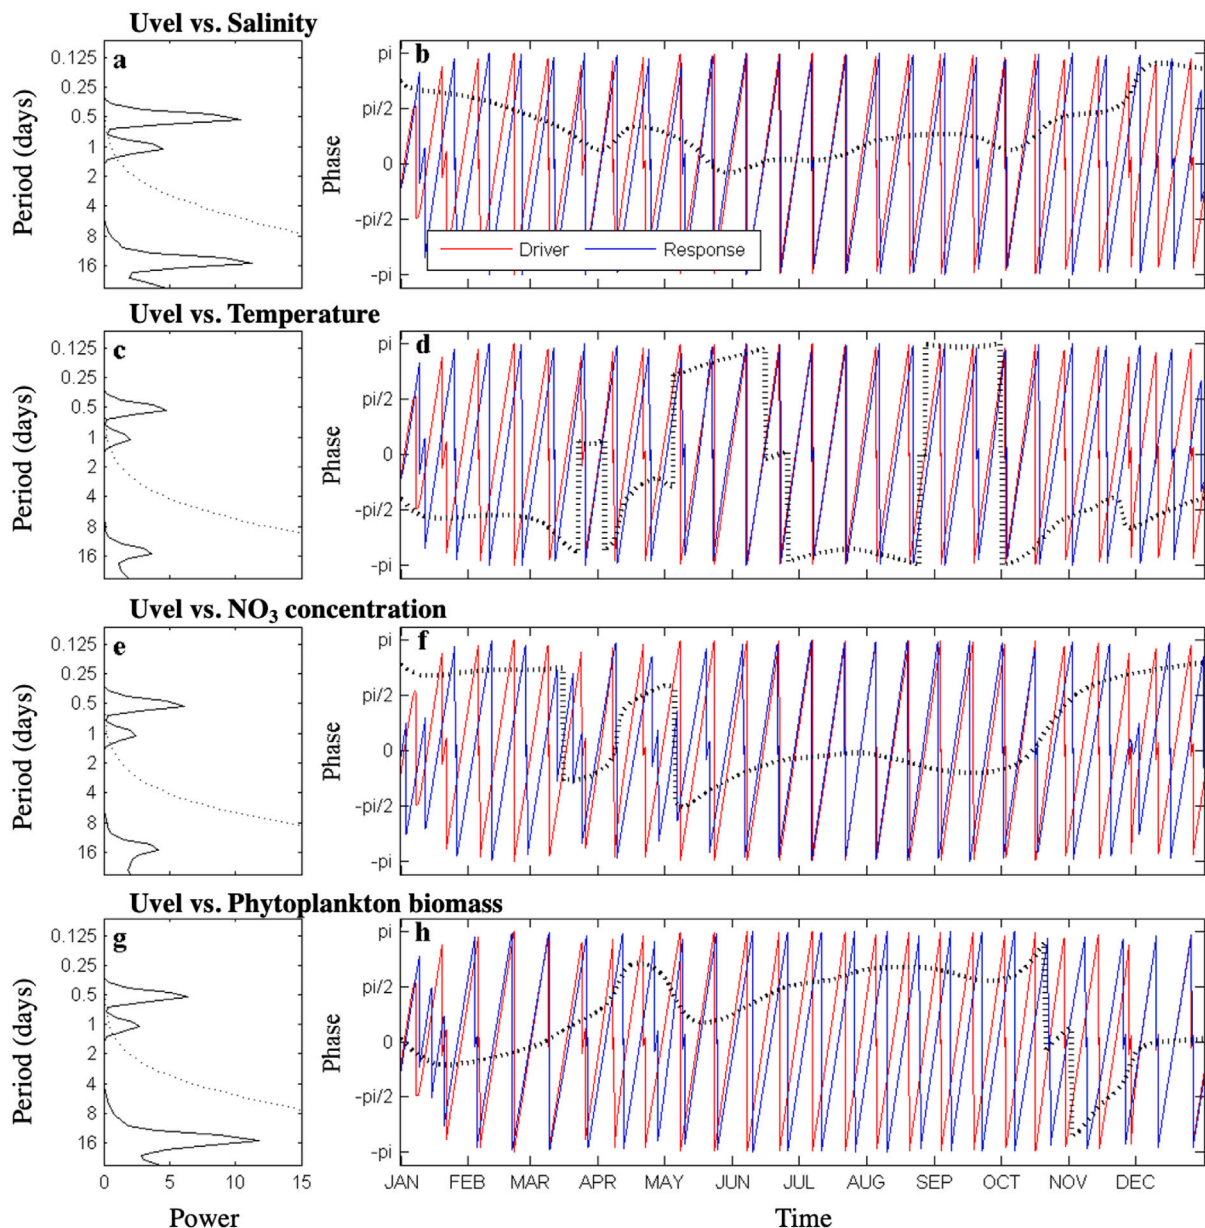 Uvel vs. Salinity
a
0.125
0.25
0.5
1
2
4
8
16
Period (days)
b
pi
pi/2
0
-pi/2
-pi
Phase
Driver Response
Uvel vs. Temperature
c
0.125
0.25
0.5
1
2
4
8
16
Period (days)
d
pi
pi/2
0
-pi/2
-pi
Phase
Uvel vs. NO3 concentration
e
0.125
0.25
0.5
1
2
4
8
16
Period (days)
f
pi
pi/2
0
-pi/2
-pi
Phase
Uvel vs. Phytoplankton biomass
g
0.125
0.25
0.5
1
2
4
8
16
Period (days)
0 5 10 15
Power
h
pi
pi/2
0
-pi/2
-pi
Phase
JAN FEB MAR APR MAY JUN JUL AUG SEP OCT NOV DEC
Time